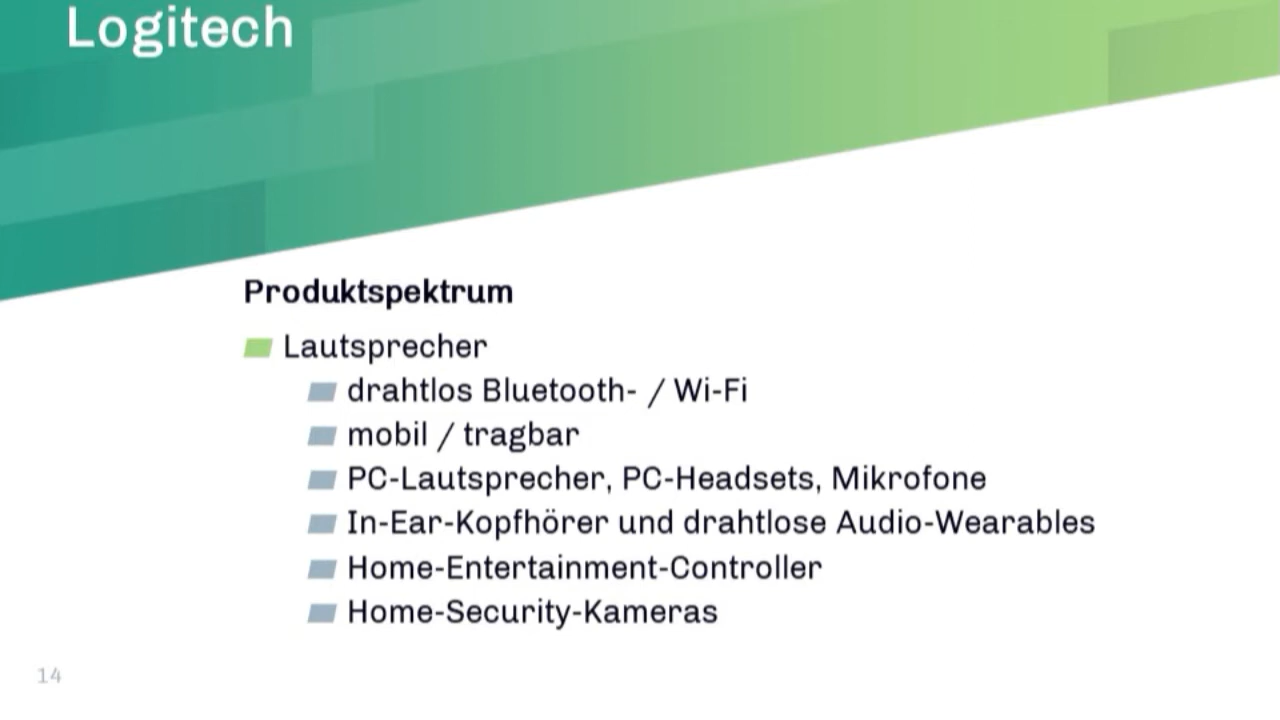 Logitech
Produktspektrum
Lautsprecher
drahtlos Bluetooth- / Wi-Fi
mobil / tragbar
PC-Lautsprecher, PC-Headsets, Mikrofone
In-Ear-Kopfhörer und drahtlose Audio-Wearables
Home-Entertainment-Controller
Home-Security-Kameras
14